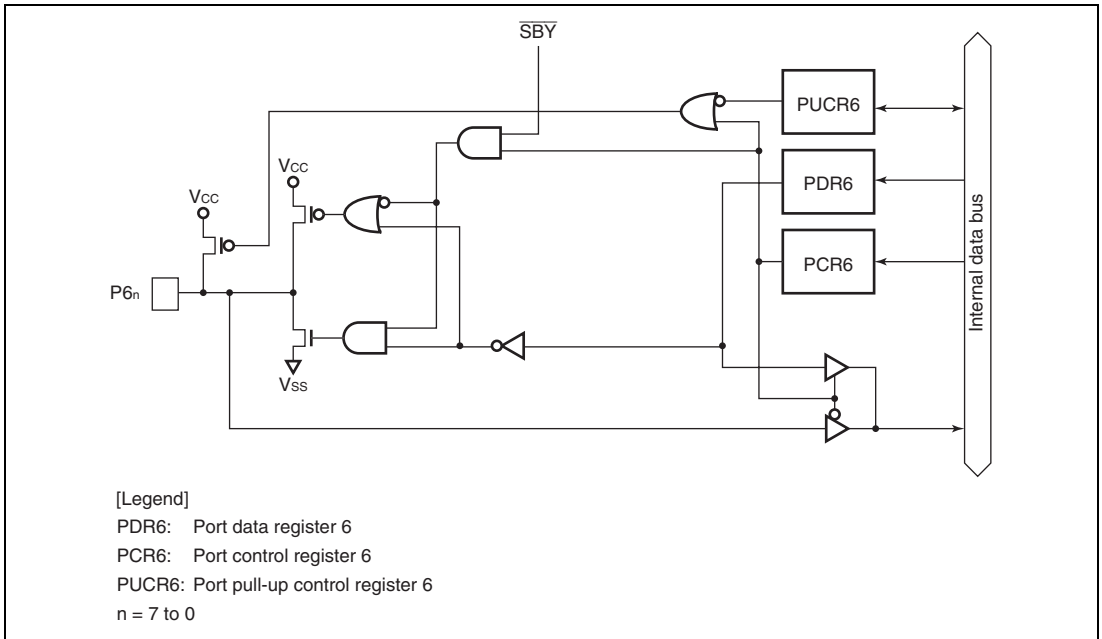 SBY
PUCR6
VCC
PDR6
VCC
PCR6
P6n
Internal data bus
VSS
[Legend]
PDR6: Port data register 6
PCR6: Port control register 6
PUCR6: Port pull-up control register 6
n = 7 to 0